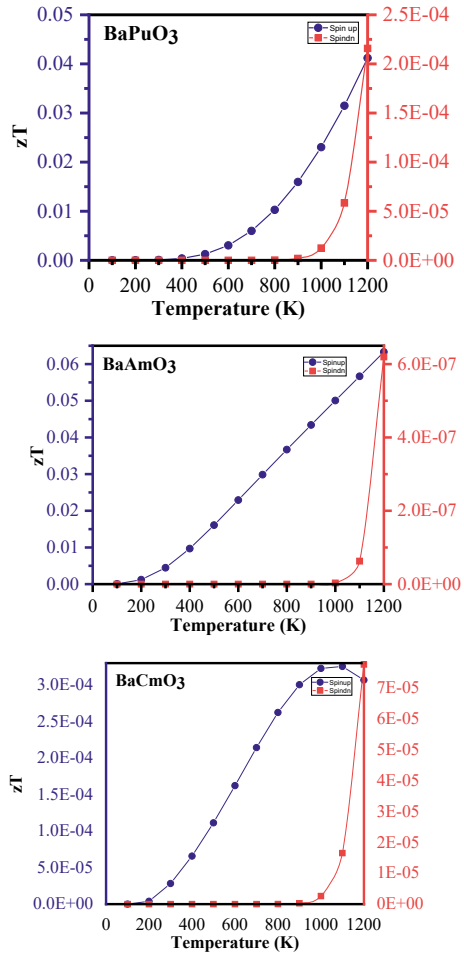 BaPuO3
Spin up
Spindn
zT
0.05
0.04
0.03
0.02
0.01
0.00
2.5E-04
2.0E-04
1.5E-04
1.0E-04
5.0E-05
0.0E+00
0 200 400 600 800 1000 1200
Temperature (K)
BaAmO3
Spinup
Spindn
zT
0.06
0.05
0.04
0.03
0.02
0.01
0.00
6.0E-07
4.0E-07
2.0E-07
0.0E+00
0 200 400 600 800 1000 1200
Temperature (K)
BaCmO3
Spinup
Spindn
zT
3.0E-04
2.5E-04
2.0E-04
1.5E-04
1.0E-04
5.0E-05
0.0E+00
7E-05
6E-05
5E-05
4E-05
3E-05
2E-05
1E-05
0E+00
0 200 400 600 800 1000 1200
Temperature (K)